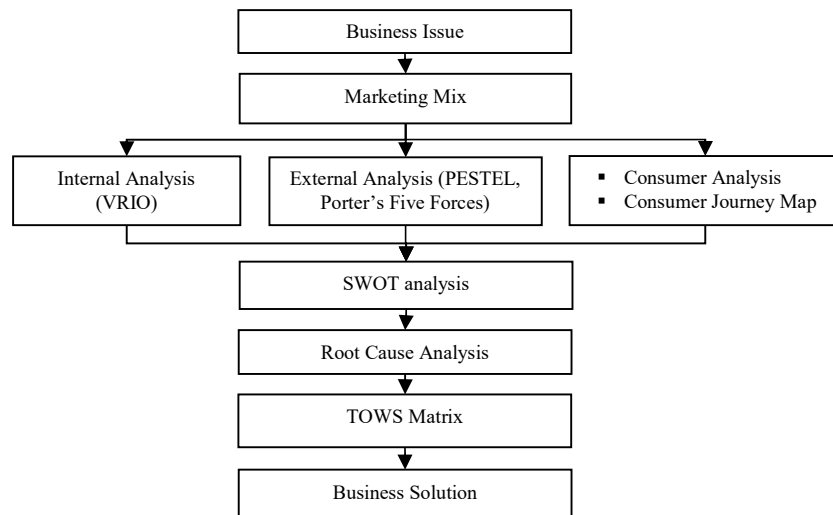 Business Issue
Marketing Mix
Internal Analysis
(VRIO)
External Analysis (PESTEL,
Porter's Five Forces)
▪ Consumer Analysis
▪ Consumer Journey Map
SWOT analysis
Root Cause Analysis
TOWS Matrix
Business Solution